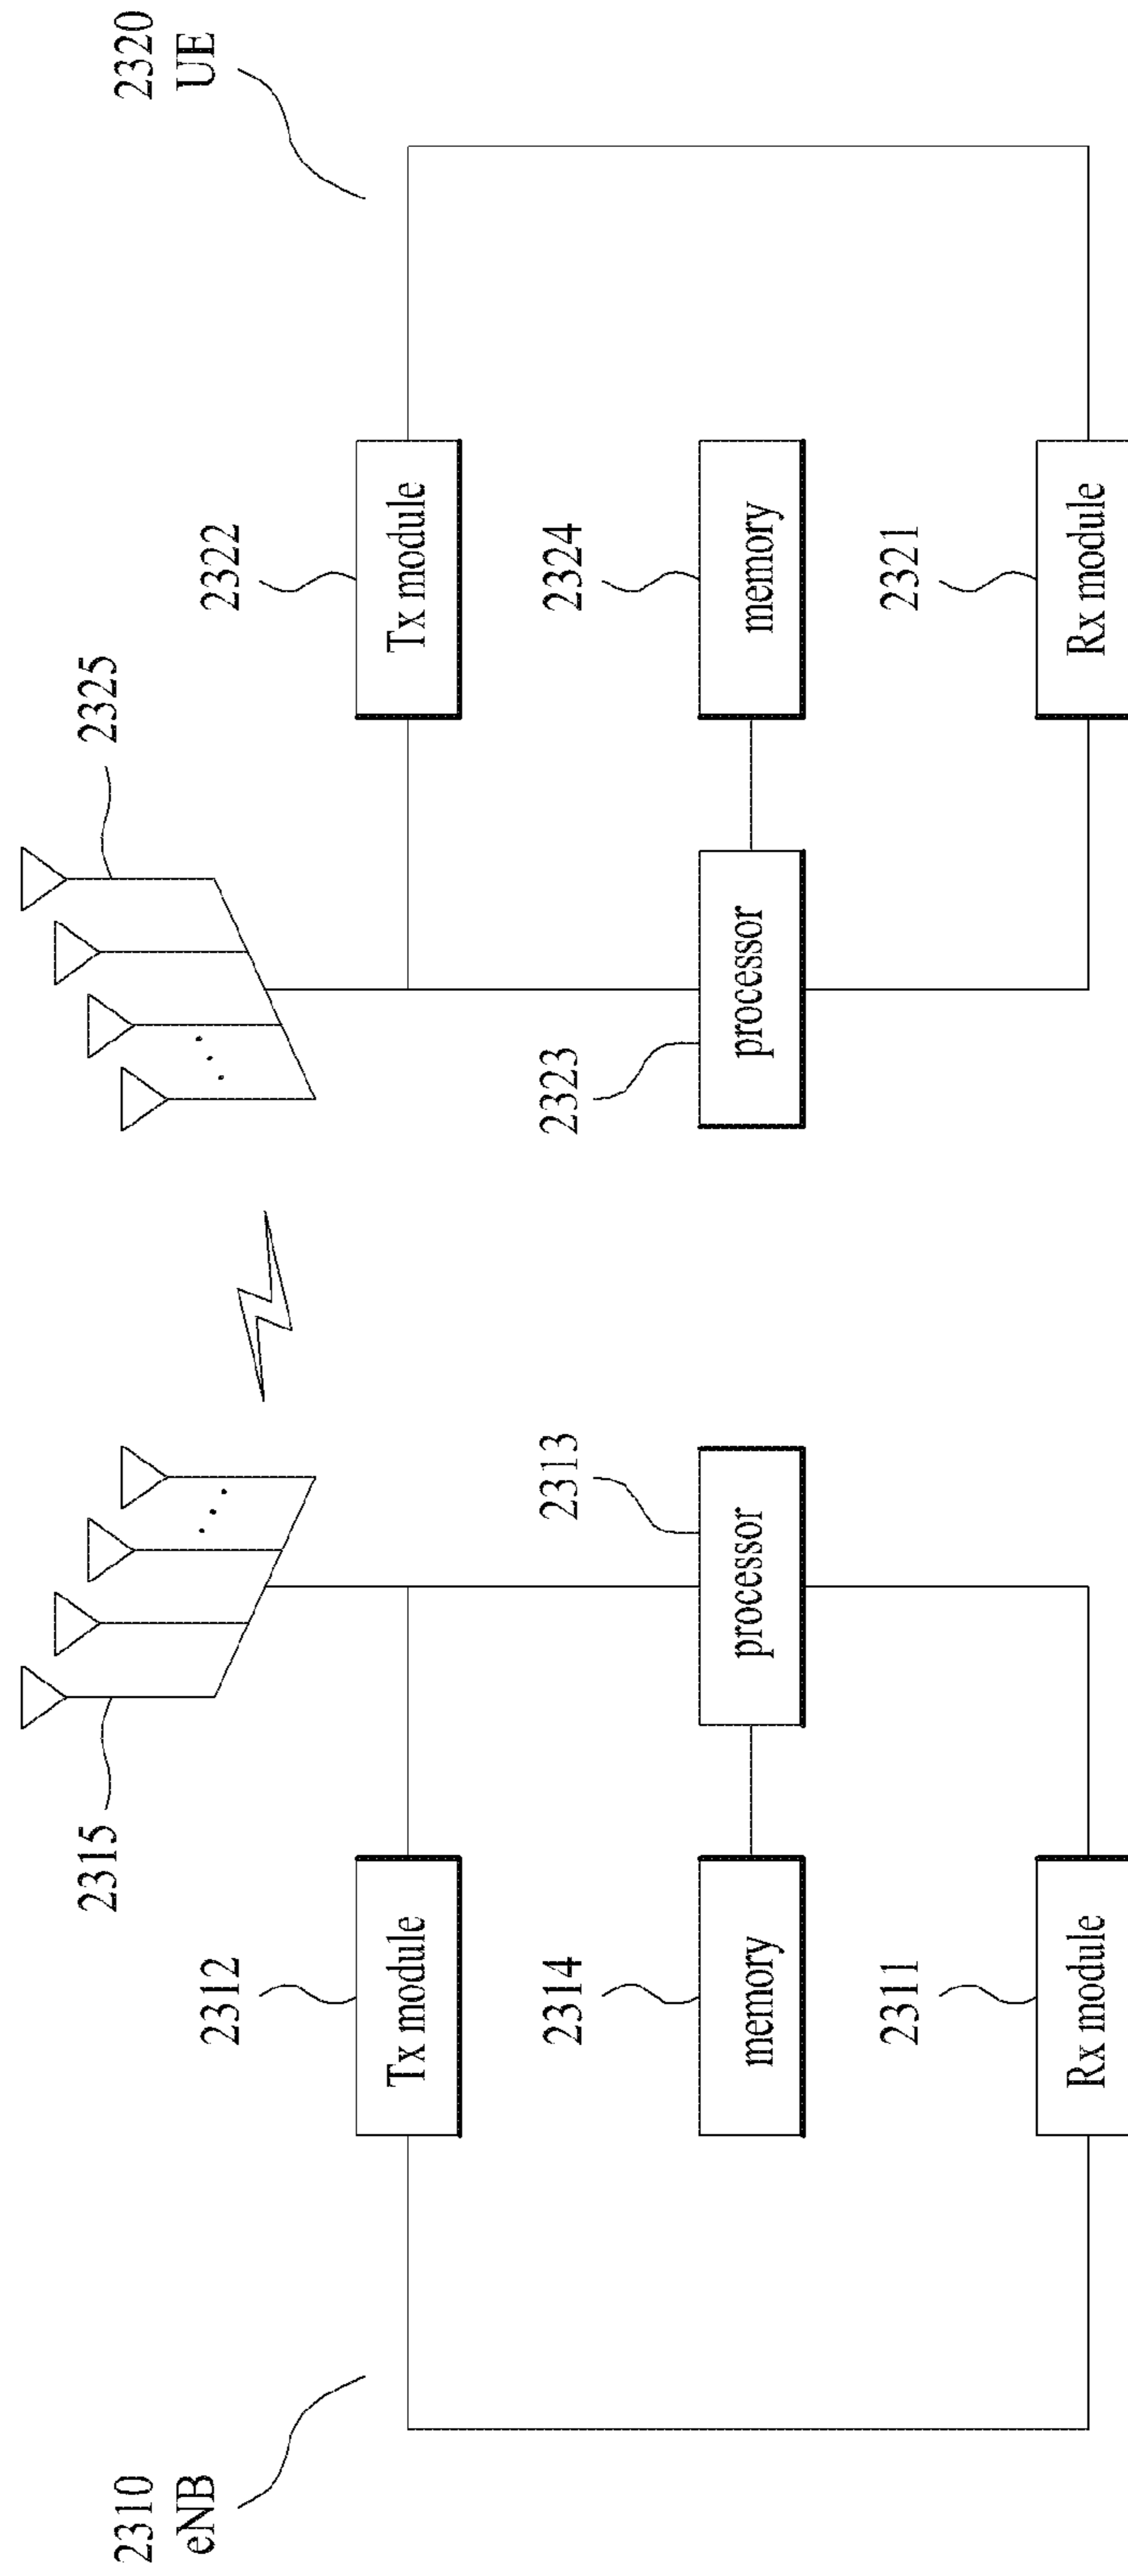 2310
eNB
2315
2312
Tx module
2313
processor
2314
memory
2311
Rx module
2320
UE
2325
2322
Tx module
2323
processor
2324
memory
2321
Rx module